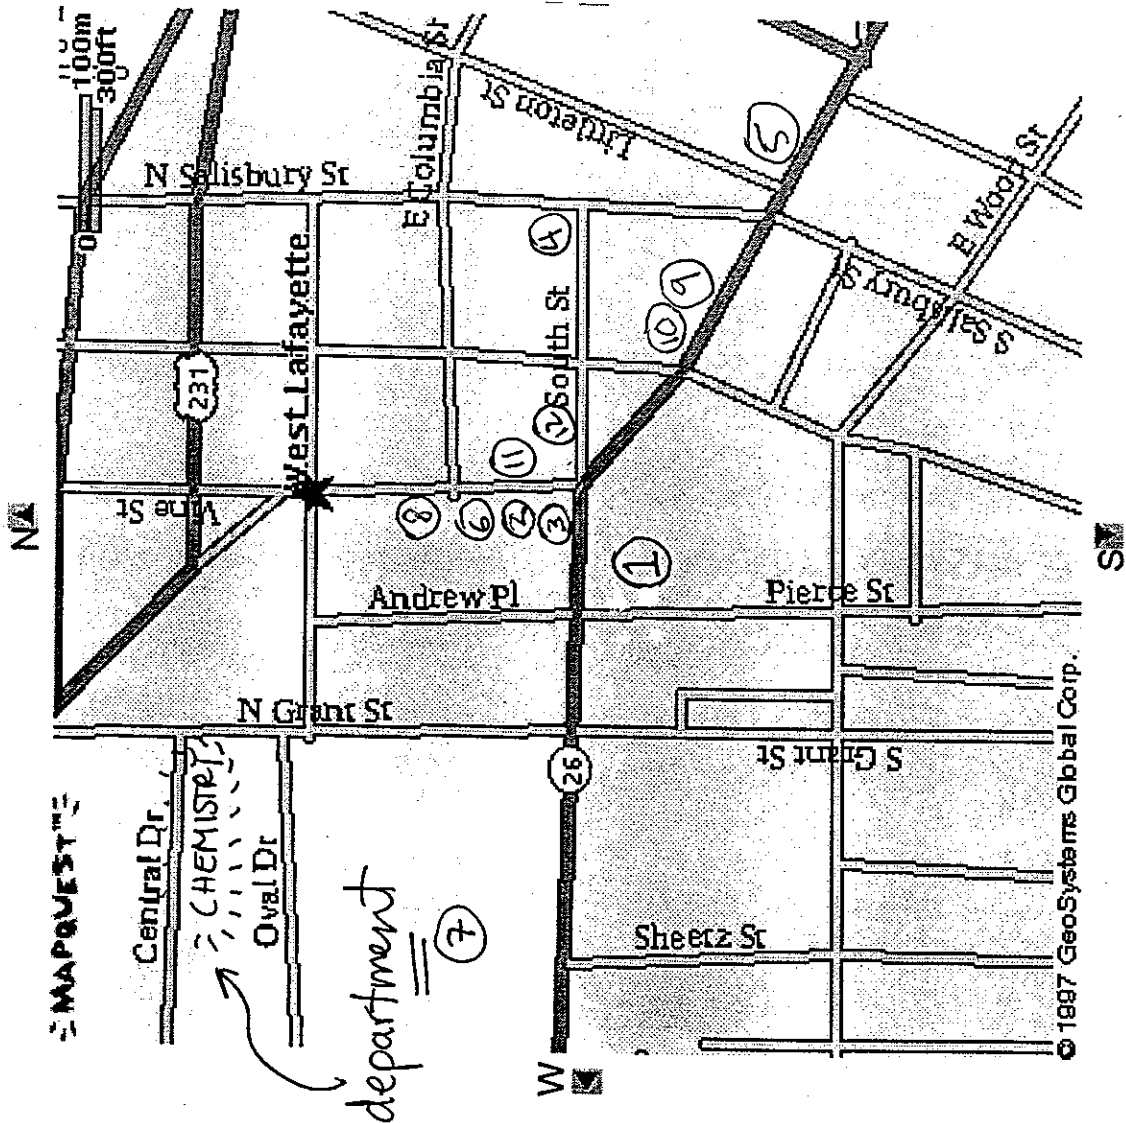 MAPQUEST™
N
0
100m
300ft
N Salisbury St
E Columbia St
Littleton St
231
West Lafayette
Vine St
South St
5
4
9
10
12
11
8
6
2
3
1
E Wood St
S Salisbury St
Andrew Pl
Pierce St
N Grant St
S Grant St
26
Central Dr
CHEMISTRY
Oval Dr
department
7
Sheetz St
W
S
© 1997 GeoSystems Global Corp.